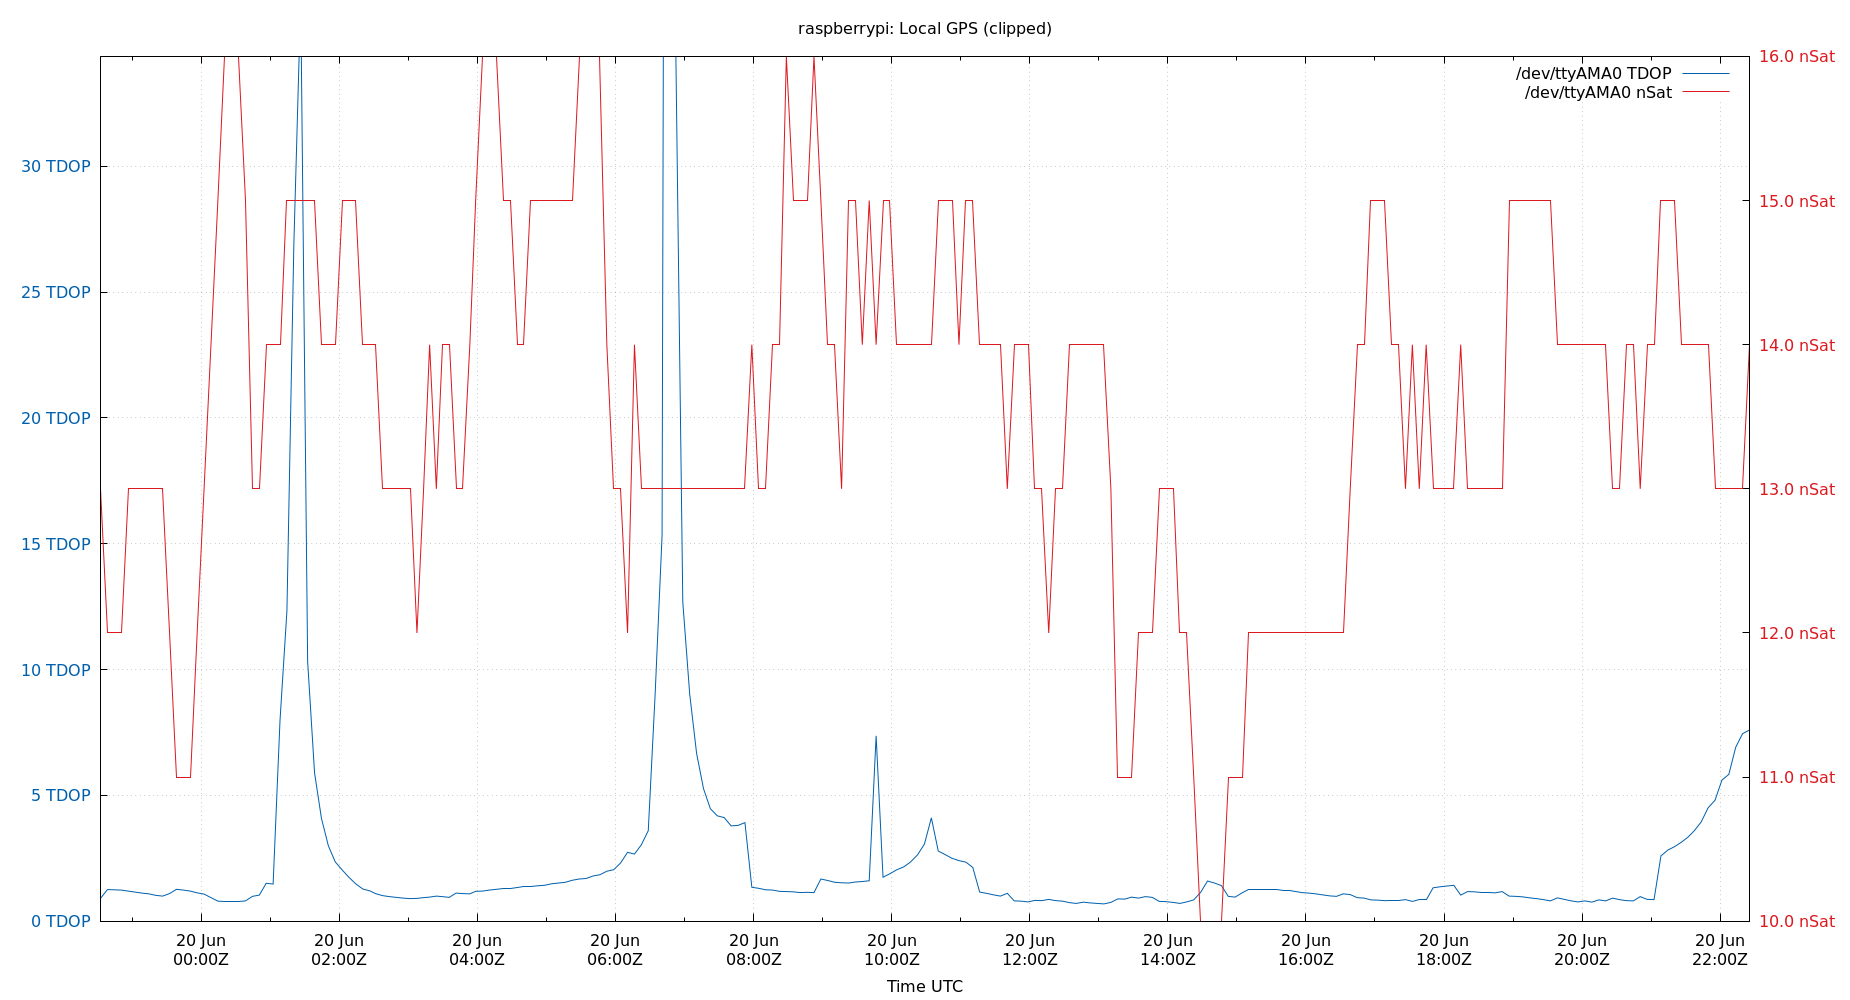 raspberrypi: Local GPS (clipped)
/dev/ttyAMA0 TDOP
/dev/ttyAMA0 nSat
30 TDOP
25 TDOP
20 TDOP
15 TDOP
10 TDOP
5 TDOP
0 TDOP
16.0 nSat
15.0 nSat
14.0 nSat
13.0 nSat
12.0 nSat
11.0 nSat
10.0 nSat
20 Jun
00:00Z
20 Jun
02:00Z
20 Jun
04:00Z
20 Jun
06:00Z
20 Jun
08:00Z
20 Jun
10:00Z
20 Jun
12:00Z
20 Jun
14:00Z
20 Jun
16:00Z
20 Jun
18:00Z
20 Jun
20:00Z
20 Jun
22:00Z
Time UTC